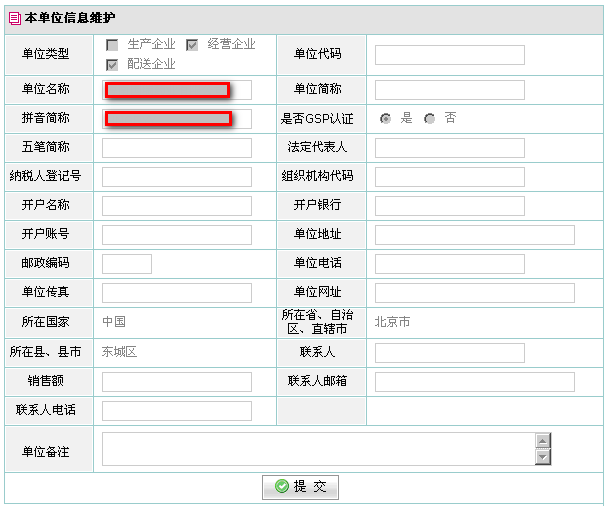 本单位信息维护
单位类型 生产企业 经营企业 单位代码
配送企业
单位名称 单位简称
拼音简称 是否GSP认证 是 否
五笔简称 法定代表人
纳税人登记号 组织机构代码
开户名称 开户银行
开户账号 单位地址
邮政编码 单位电话
单位传真 单位网址
所在国家 中国 所在省、自治 北京市
区、直辖市
所在县、县市 东城区 联系人
销售额 联系人邮箱
联系人电话
单位备注
提 交